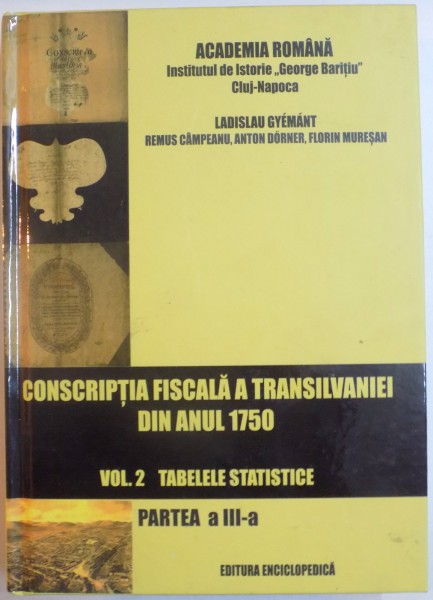 ACADEMIA ROMÂNĂ
Institutul de Istorie „George Barițiu”
Cluj-Napoca
LADISLAU GYÉMÁNT
REMUS CÂMPEANU, ANTON DÖRNER, FLORIN MUREȘAN
CONSCRIPȚIA FISCALĂ A TRANSILVANIEI
DIN ANUL 1750
VOL. 2 TABELELE STATISTICE
PARTEA a III-a
EDITURA ENCICLOPEDICĂ